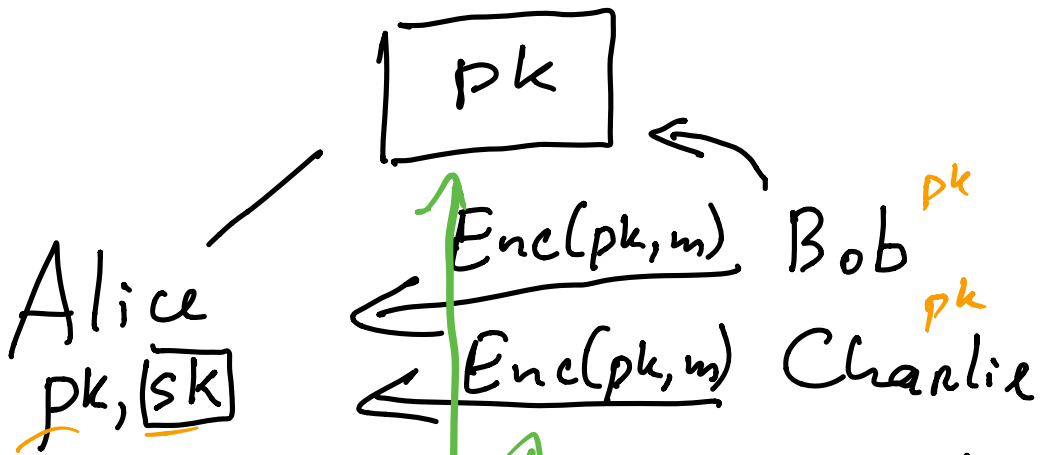 pk
pk
Enc(pk,m) Bob
Alice
pk
Enc(pk,m) Charlie
pk, sk